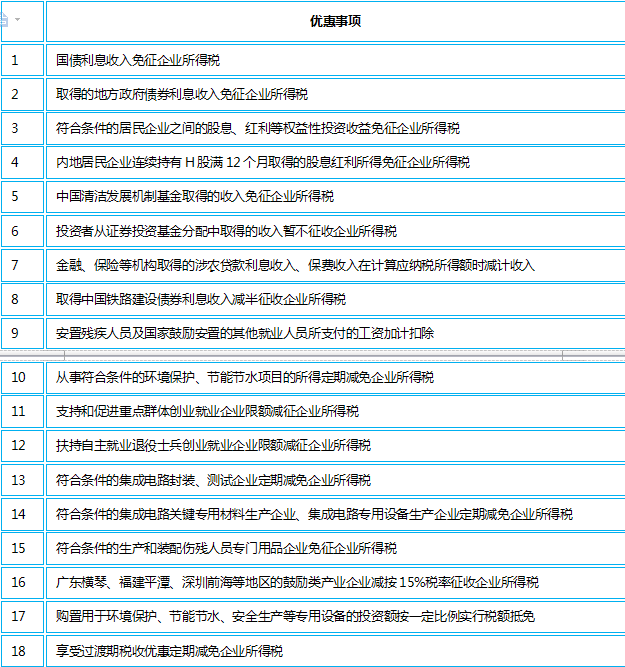 优惠事项
1 国债利息收入免征企业所得税
2 取得的地方政府债券利息收入免征企业所得税
3 符合条件的居民企业之间的股息、红利等权益性投资收益免征企业所得税
4 内地居民企业连续持有H股满12个月取得的股息红利所得免征企业所得税
5 中国清洁发展机制基金取得的收入免征企业所得税
6 投资者从证券投资基金分配中取得的收入暂不征收企业所得税
7 金融、保险等机构取得的涉农贷款利息收入、保费收入在计算应纳税所得额时减计收入
8 取得中国铁路建设债券利息收入减半征收企业所得税
9 安置残疾人员及国家鼓励安置的其他就业人员所支付的工资加计扣除
10 从事符合条件的环境保护、节能节水项目的所得定期减免企业所得税
11 支持和促进重点群体创业就业企业限额减征企业所得税
12 扶持自主就业退役士兵创业就业企业限额减征企业所得税
13 符合条件的集成电路封装、测试企业定期减免企业所得税
14 符合条件的集成电路关键专用材料生产企业、集成电路专用设备生产企业定期减免企业所得税
15 符合条件的生产和装配伤残人员专门用品企业免征企业所得税
16 广东横琴、福建平潭、深圳前海等地区的鼓励类产业企业减按15%税率征收企业所得税
17 购置用于环境保护、节能节水、安全生产等专用设备的投资额按一定比例实行税额抵免
18 享受过渡期税收优惠定期减免企业所得税